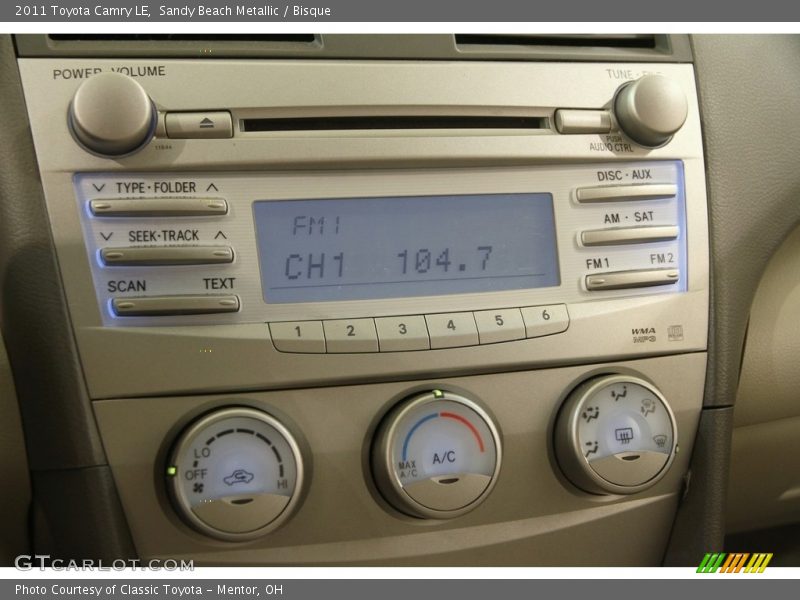 2011 Toyota Camry LE, Sandy Beach Metallic / Bisque
POWER VOLUME
TUNE · FILE
PUSH
AUDIO CTRL
11844
TYPE · FOLDER
SEEK · TRACK
SCAN TEXT
DISC · AUX
AM · SAT
FM1 FM2
FM1
CH1 104.7
1 2 3 4 5 6
WMA
MP3
LO
OFF
HI
MAX
A/C
A/C
GTCARLOT.COM
Photo Courtesy of Classic Toyota - Mentor, OH